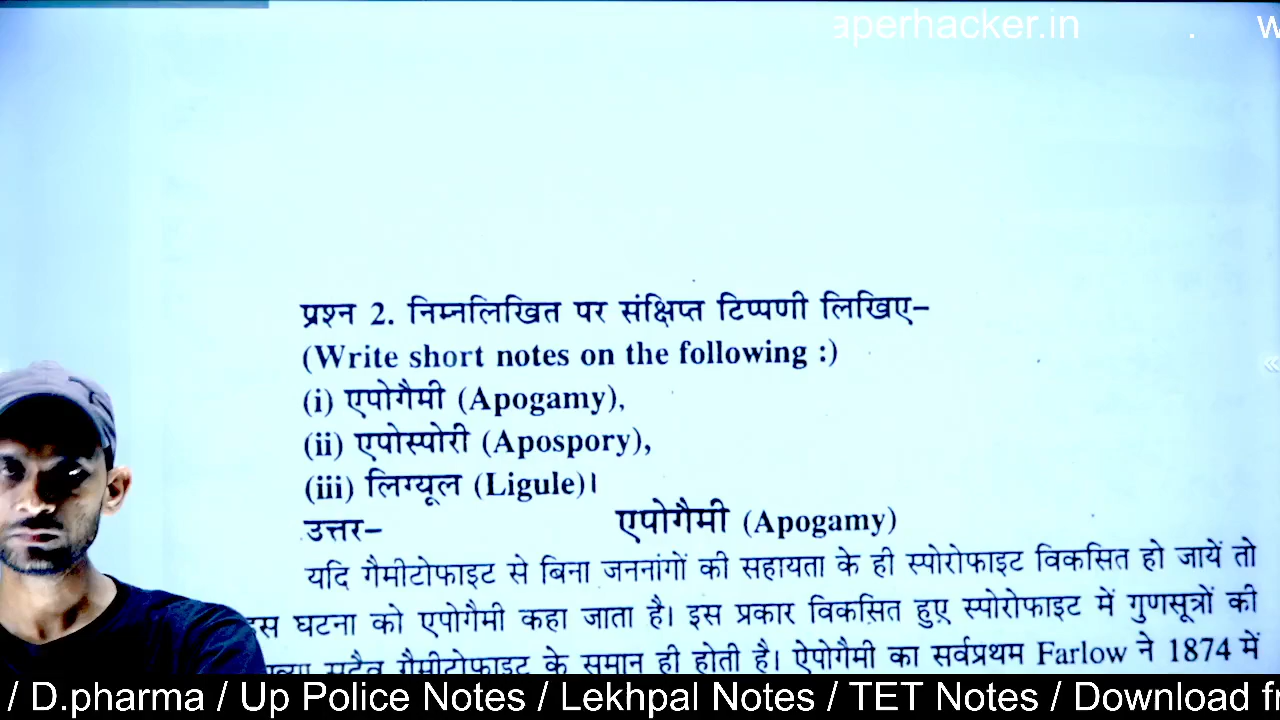 aperhacker.in . w
प्रश्न 2. निम्नलिखित पर संक्षिप्त टिप्पणी लिखिए–
(Write short notes on the following :)
(i) एपोगैमी (Apogamy),
(ii) एपोस्पोरी (Apospory),
(iii) लिग्यूल (Ligule)।
उत्तर– एपोगैमी (Apogamy)
यदि गैमीटोफाइट से बिना जननांगों की सहायता के ही स्पोरोफाइट विकसित हो जायें तो
घटना को एपोगैमी कहा जाता है। इस प्रकार विकसित हुए स्पोरोफाइट में गुणसूत्रों की
सदैव गैमीटोफाइट के समान ही होती है। ऐपोगैमी का सर्वप्रथम Farlow ने 1874 में
/ D.pharma / Up Police Notes / Lekhpal Notes / TET Notes / Download fr